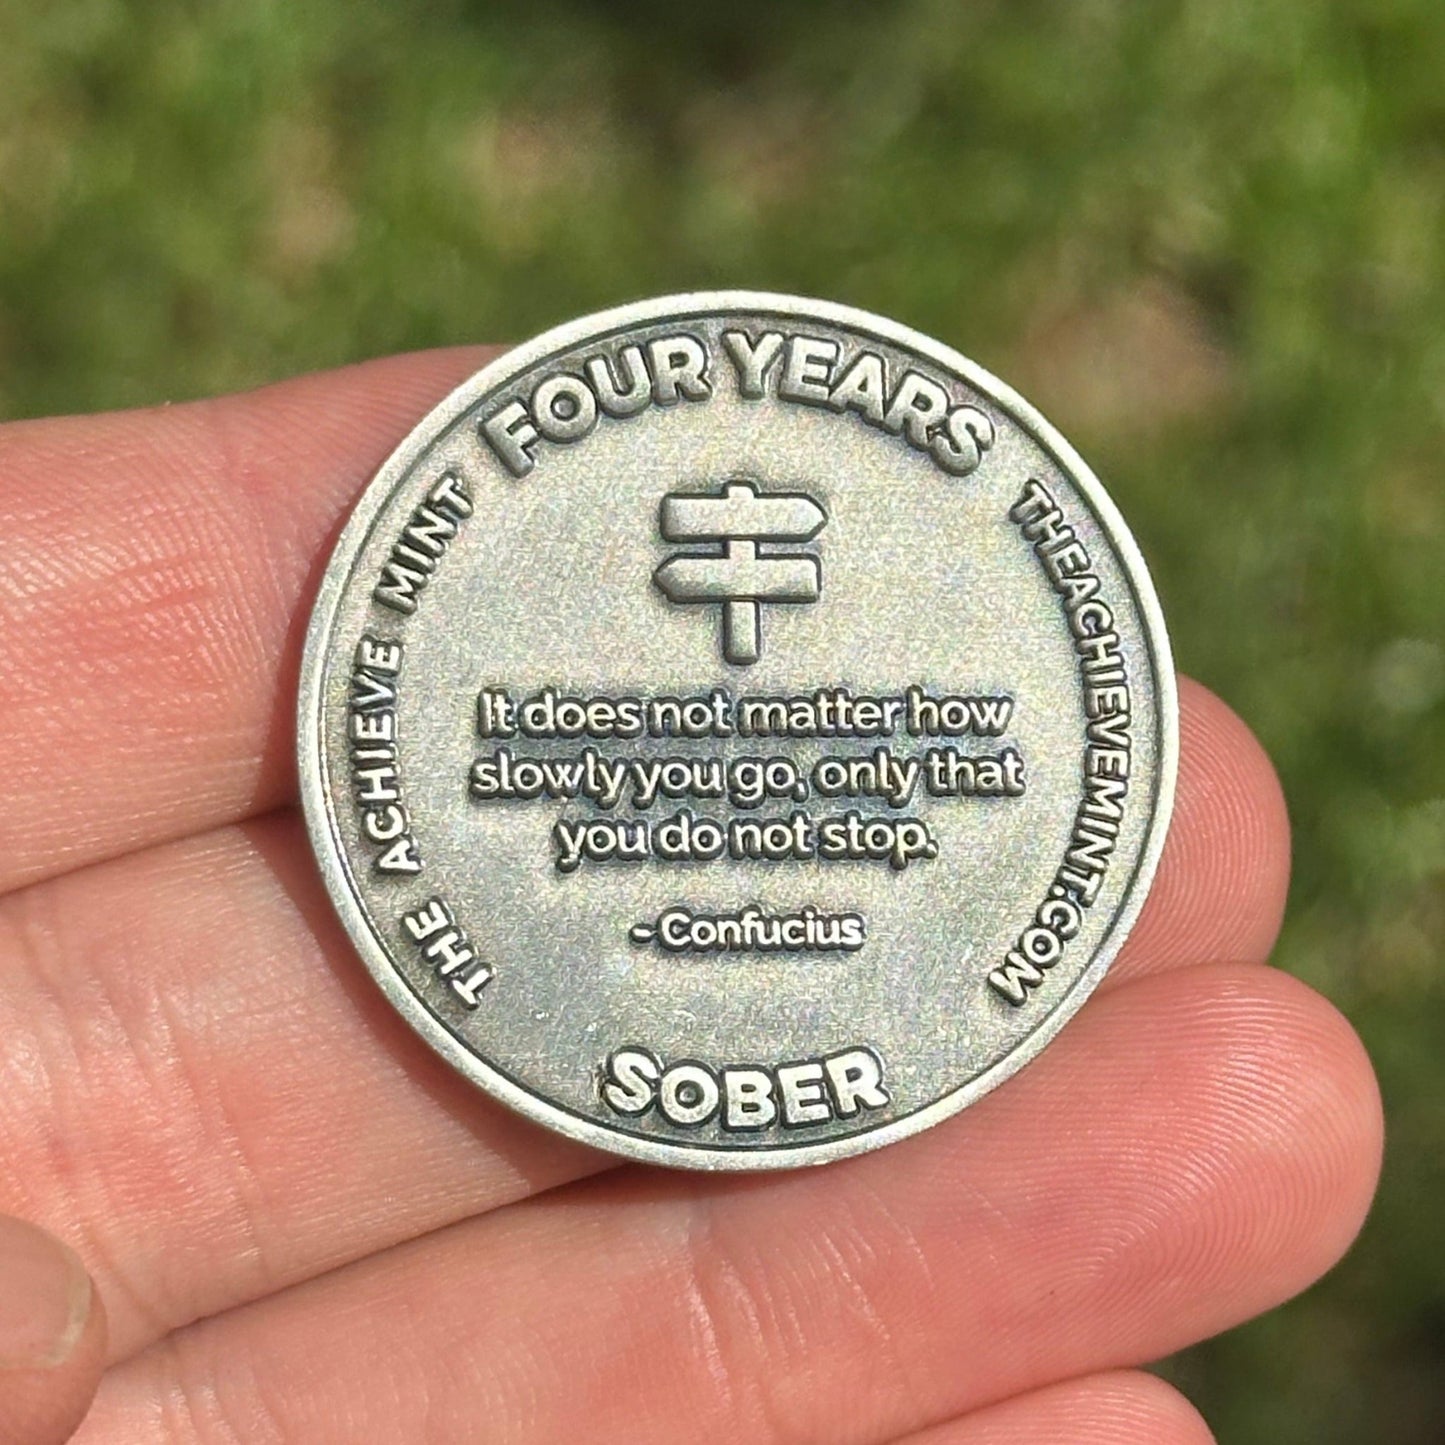 FOUR YEARS
THE ACHIEVE MINT
THEACHIEVEMINT.COM
It does not matter how
slowly you go, only that
you do not stop.
- Confucius
SOBER